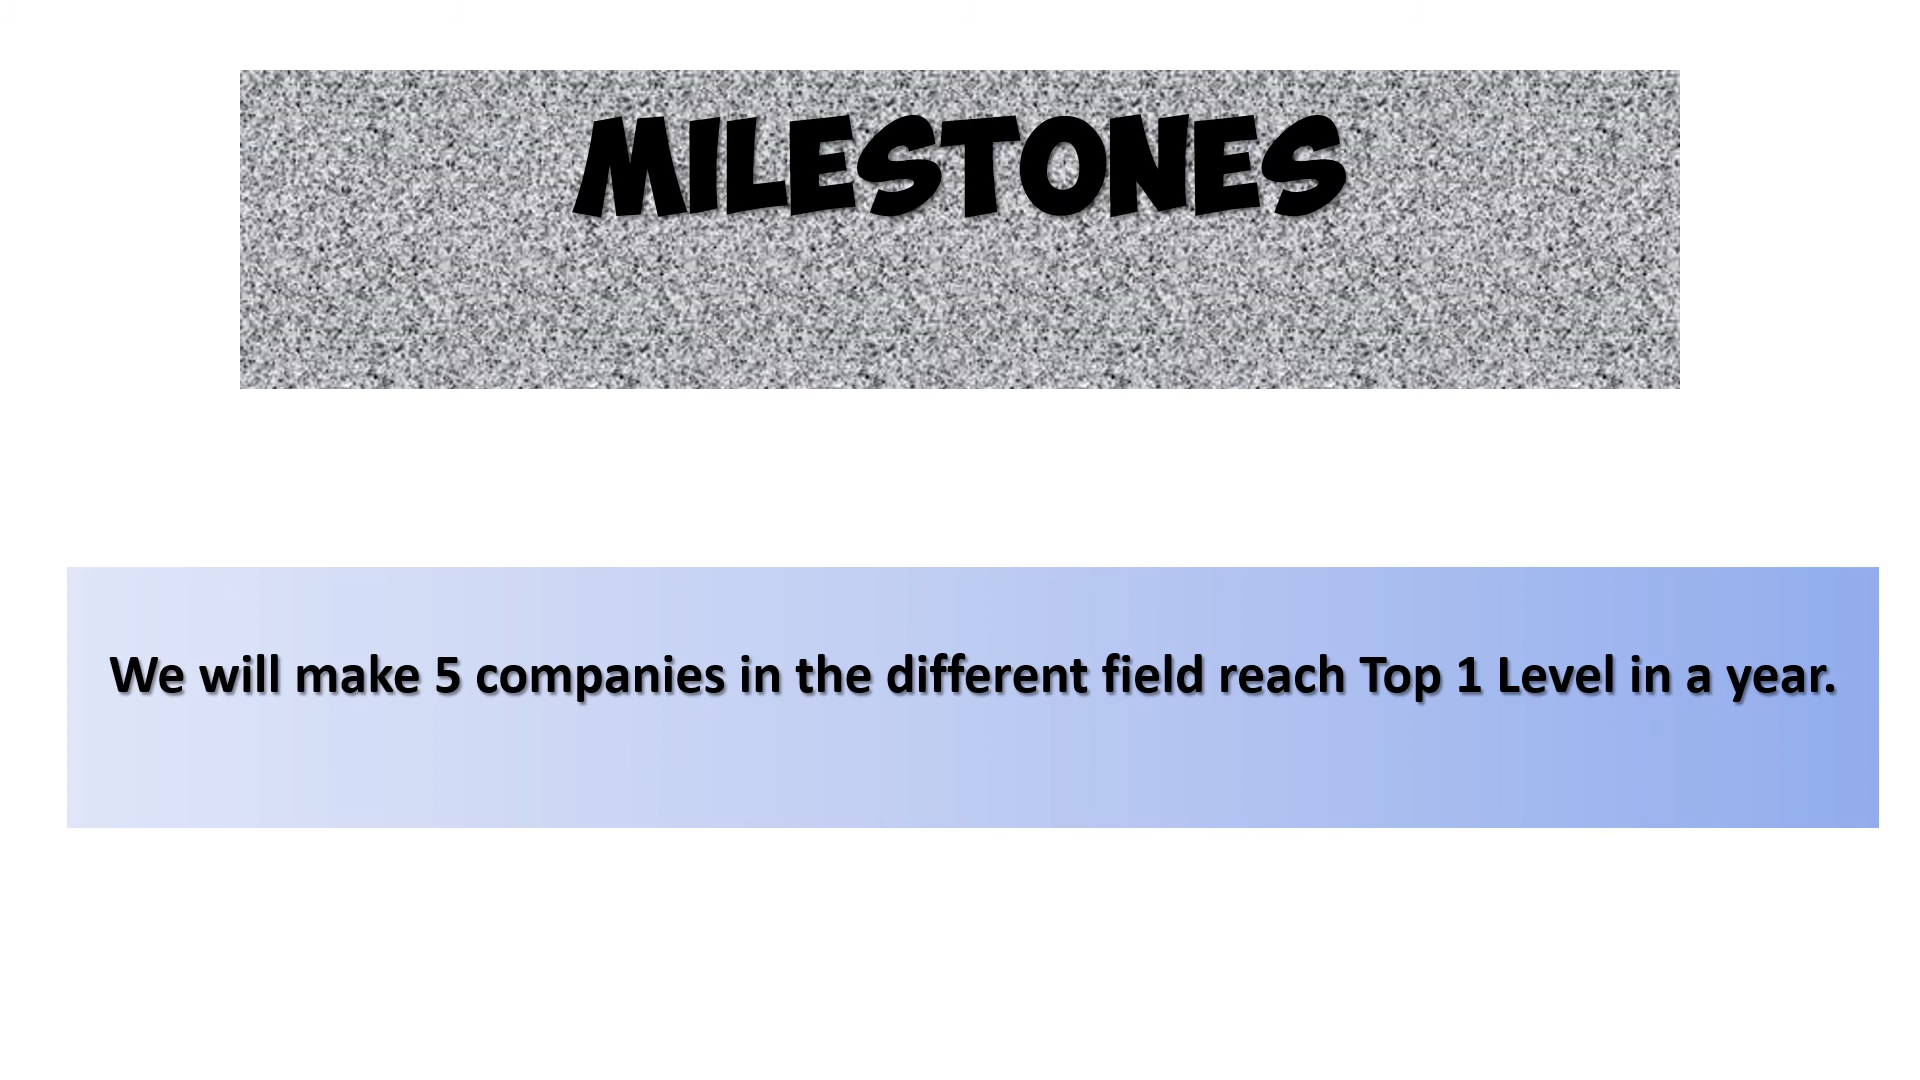 MILESTONES
We will make 5 companies in the different field reach Top 1 Level in a year.